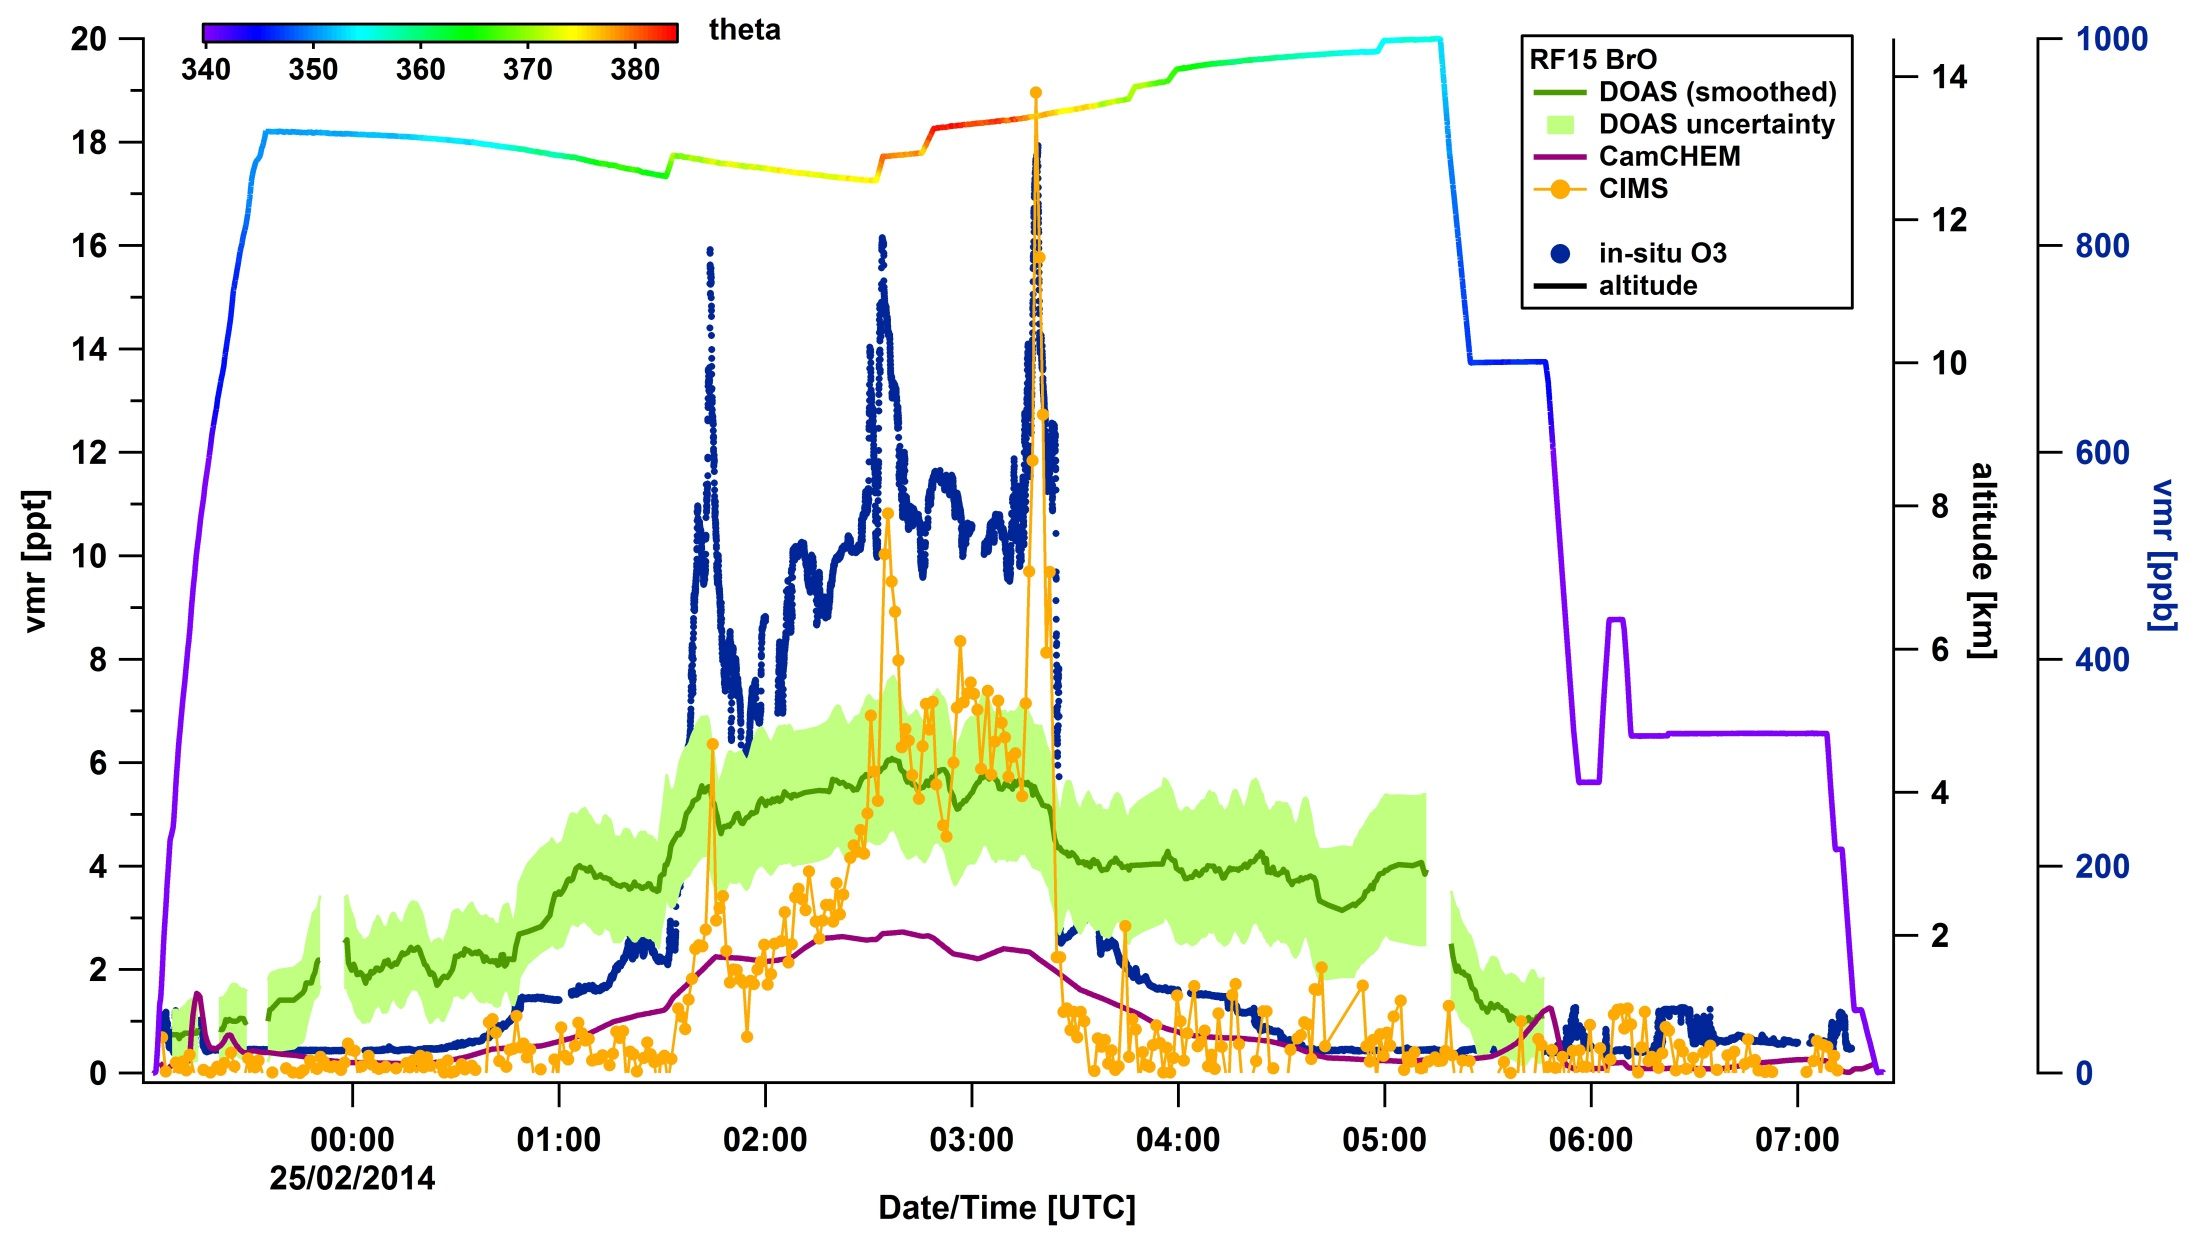 theta
340 350 360 370 380
20
18
16
14
12
10
8
6
4
2
0
vmr [ppt]
RF15 BrO
DOAS (smoothed)
DOAS uncertainty
CamCHEM
CIMS
in-situ O3
altitude
14
12
10
8
6
4
2
altitude [km]
1000
800
600
400
200
0
vmr [ppb]
00:00 01:00 02:00 03:00 04:00 05:00 06:00 07:00
25/02/2014
Date/Time [UTC]